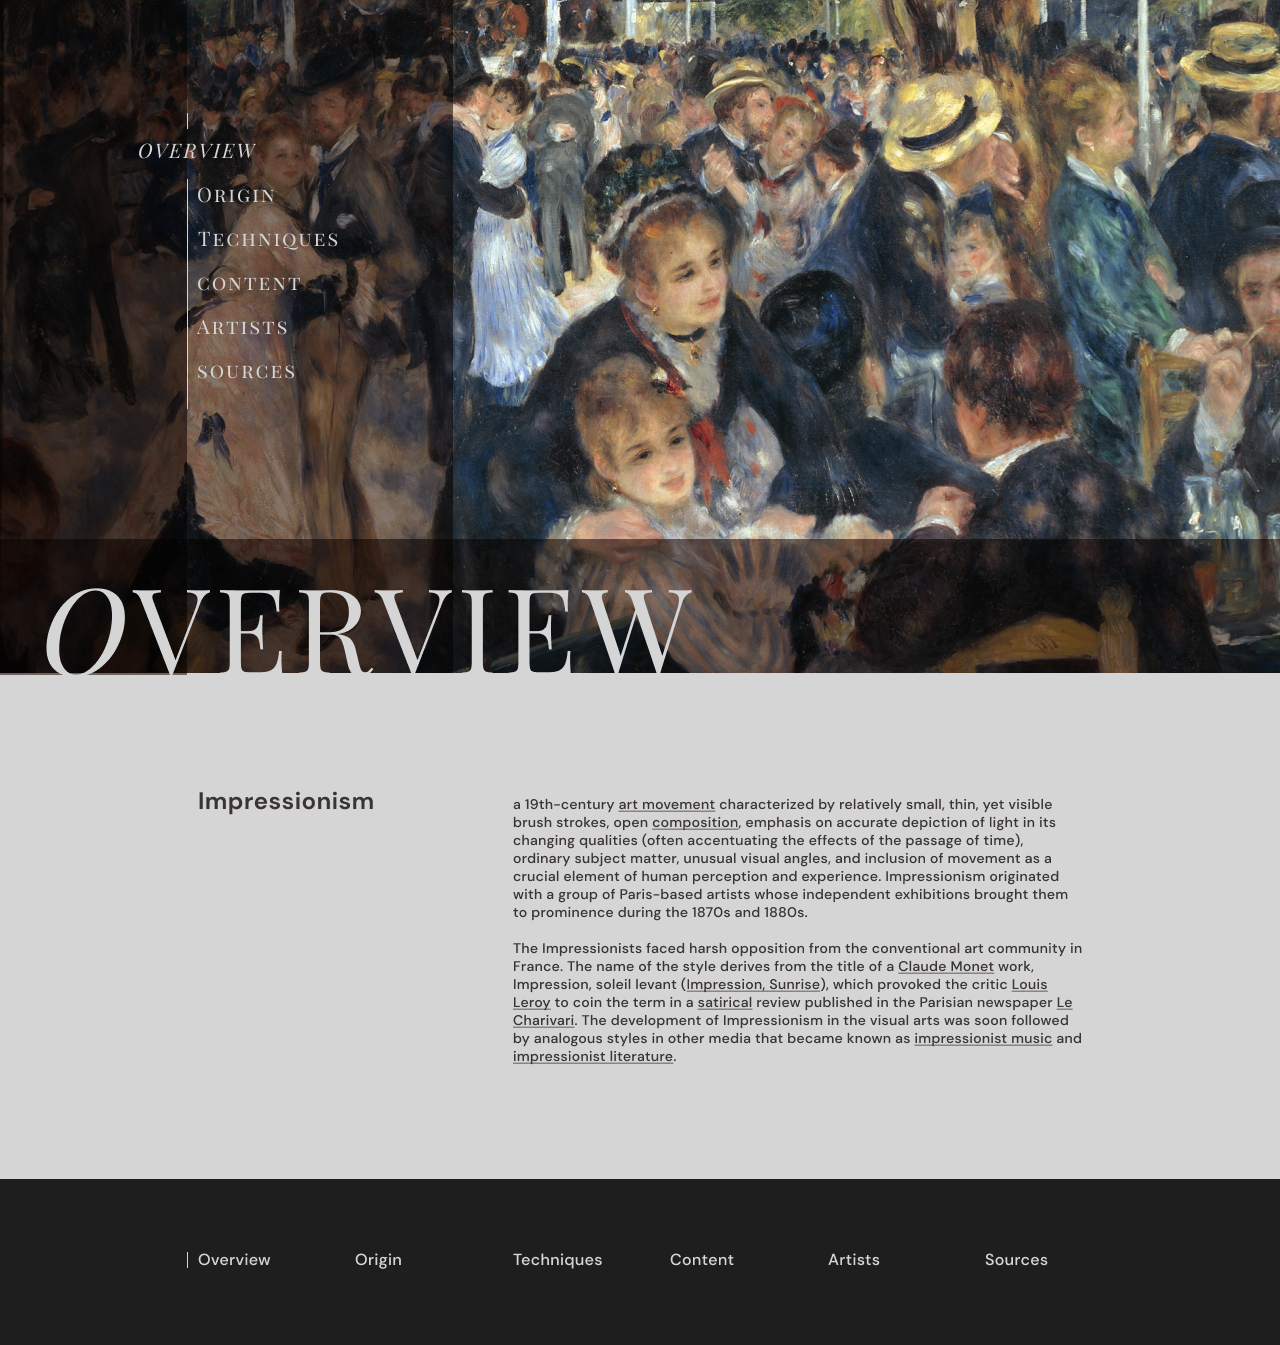 OVERVIEW
ORIGIN
TECHNIQUES
CONTENT
ARTISTS
SOURCES
OVERVIEW
Impressionism
a 19th-century art movement characterized by relatively small, thin, yet visible
brush strokes, open composition, emphasis on accurate depiction of light in its
changing qualities (often accentuating the effects of the passage of time),
ordinary subject matter, unusual visual angles, and inclusion of movement as a
crucial element of human perception and experience. Impressionism originated
with a group of Paris-based artists whose independent exhibitions brought them
to prominence during the 1870s and 1880s.
The Impressionists faced harsh opposition from the conventional art community in
France. The name of the style derives from the title of a Claude Monet work,
Impression, soleil levant (Impression, Sunrise), which provoked the critic Louis
Leroy to coin the term in a satirical review published in the Parisian newspaper Le
Charivari. The development of Impressionism in the visual arts was soon followed
by analogous styles in other media that became known as impressionist music and
impressionist literature.
Overview Origin Techniques Content Artists Sources